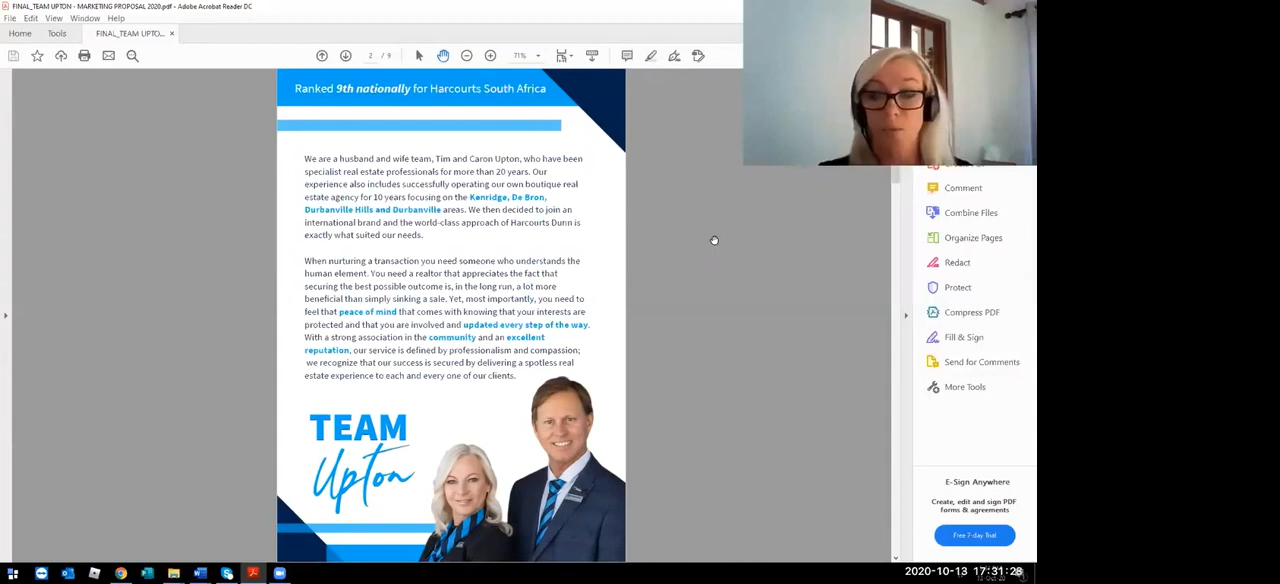 FINAL_TEAM UPTON - MARKETING PROPOSAL 2020.pdf - Adobe Acrobat Reader DC
File Edit View Window Help
Home Tools FINAL_TEAM UPTO... ×
2 / 9 71%
Ranked 9th nationally for Harcourts South Africa
We are a husband and wife team, Tim and Caron Upton, who have been
specialist real estate professionals for more than 20 years. Our
experience also includes successfully operating our own boutique real
estate agency for 10 years focusing on the Kenridge, De Bron,
Durbanville Hills and Durbanville areas. We then decided to join an
international brand and the world-class approach of Harcourts Dunn is
exactly what suited our needs.
When nurturing a transaction you need someone who understands the
human element. You need a realtor that appreciates the fact that
securing the best possible outcome is, in the long run, a lot more
beneficial than simply sinking a sale. Yet, most importantly, you need to
feel that peace of mind that comes with knowing that your interests are
protected and that you are involved and updated every step of the way.
With a strong association in the community and an excellent
reputation, our service is defined by professionalism and compassion;
we recognize that our success is secured by delivering a spotless real
estate experience to each and every one of our clients.
TEAM
Upton
Comment
Combine Files
Organize Pages
Redact
Protect
Compress PDF
Fill & Sign
Send for Comments
More Tools
E-Sign Anywhere
Create, edit and sign PDF
forms & agreements
Free 7-day Trial
2020-10-13 17:31:28